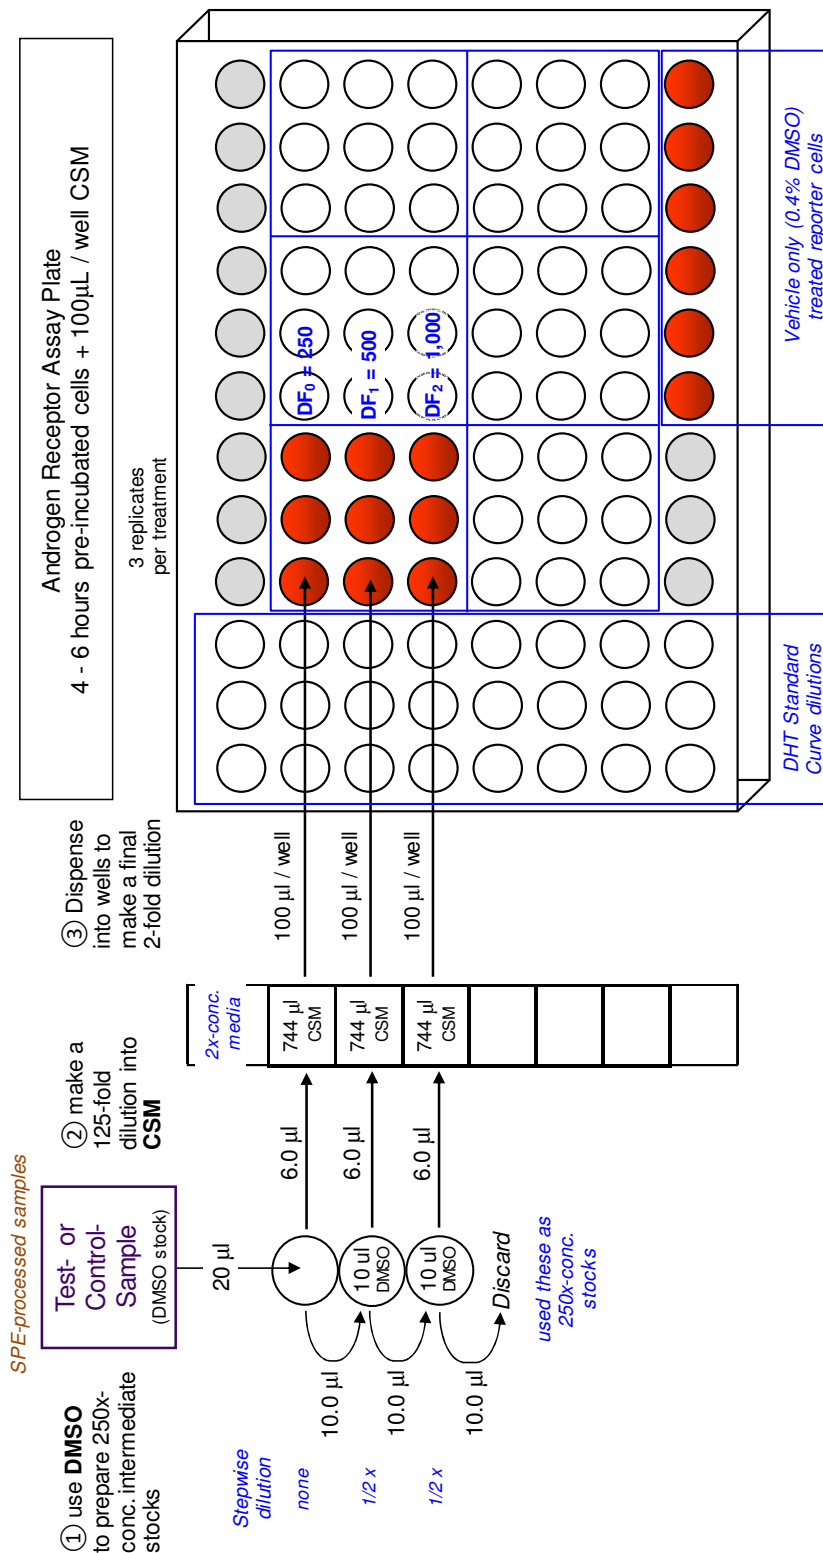 Androgen Receptor Assay Plate
4 - 6 hours pre-incubated cells + 100µL / well CSM
SPE-processed samples
① use DMSO
to prepare 250x-
conc. intermediate
stocks
Test- or
Control-
Sample
(DMSO stock)
② make a
125-fold
dilution into
CSM
③ Dispense
into wells to
make a final
2-fold dilution
3 replicates
per treatment
20 µl
2x-conc.
media
Stepwise
dilution
none
10.0 µl
6.0 µl
744 µl
CSM
100 µl / well
DF₀ = 250
1/2 x
10.0 µl
10 ul
DMSO
6.0 µl
744 µl
CSM
100 µl / well
DF₁ = 500
1/2 x
10.0 µl
10 ul
DMSO
6.0 µl
744 µl
CSM
100 µl / well
DF₂ = 1,000
Discard
used these as
250x-conc.
stocks
DHT Standard
Curve dilutions
Vehicle only (0.4% DMSO)
treated reporter cells